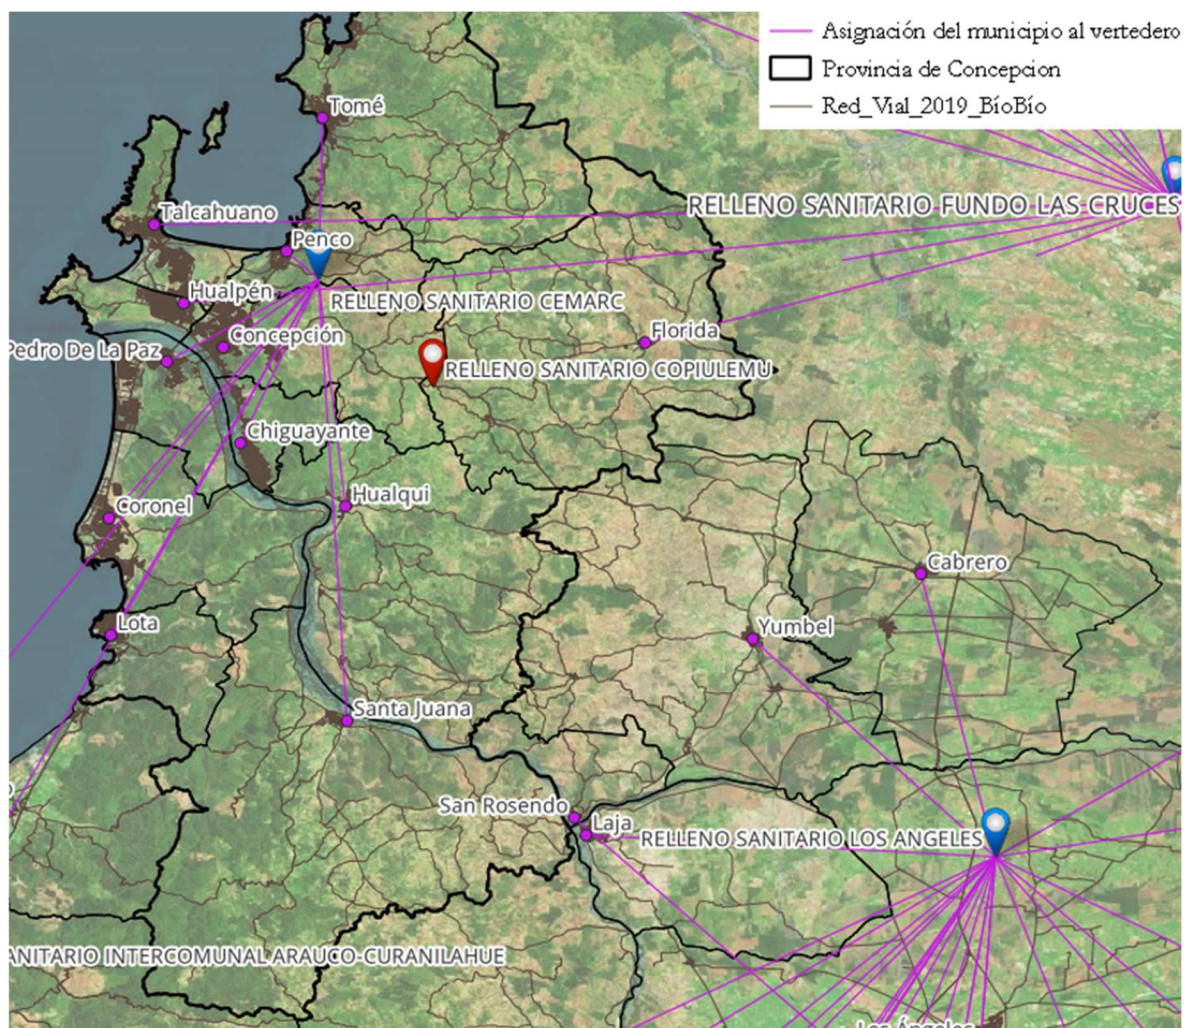 Asignación del municipio al vertedero
Provincia de Concepcion
Red_Vial_2019_BíoBío
Tomé
Talcahuano
RELLENO SANITARIO FUNDO LAS CRUCES
Penco
Hualpén
RELLENO SANITARIO CEMARC
Concepción
Florida
Pedro De La Paz
RELLENO SANITARIO COPIULEMU
Chiguayante
Hualqui
Coronel
Cabrero
Lota
Yumbel
Santa Juana
San Rosendo
Laja
RELLENO SANITARIO LOS ANGELES
ANITARIO INTERCOMUNAL ARAUCO-CURANILAHUE
Los Ángeles